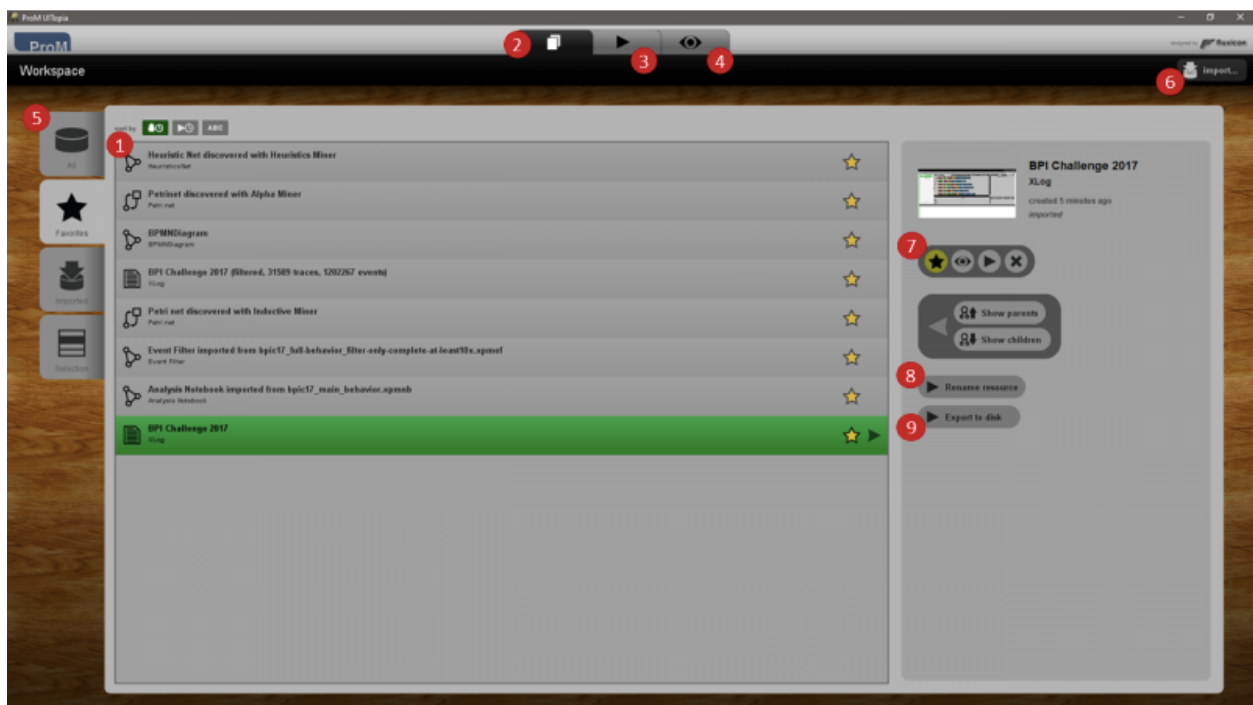 ProM UITopia
ProM
2
3
4
designed by fluxicon
Workspace
6
import...
5
All
Favorites
Imported
Selection
sort by
ABC
1
Heuristic Net discovered with Heuristics Miner
HeuristicsNet
Petrinet discovered with Alpha Miner
Petri net
BPMNDiagram
BPMNDiagram
BPI Challenge 2017 (filtered, 31509 traces, 1202267 events)
XLog
Petri net discovered with Inductive Miner
Petri net
Event Filter imported from bpic17_full-behavior_filter-only-complete-at-least10x.xpmef
Event Filter
Analysis Notebook imported from bpic17_main_behavior.xpmnb
Analysis Notebook
BPI Challenge 2017
XLog
BPI Challenge 2017
XLog
created 5 minutes ago
imported
7
Show parents
Show children
8
Rename resource
9
Export to disk